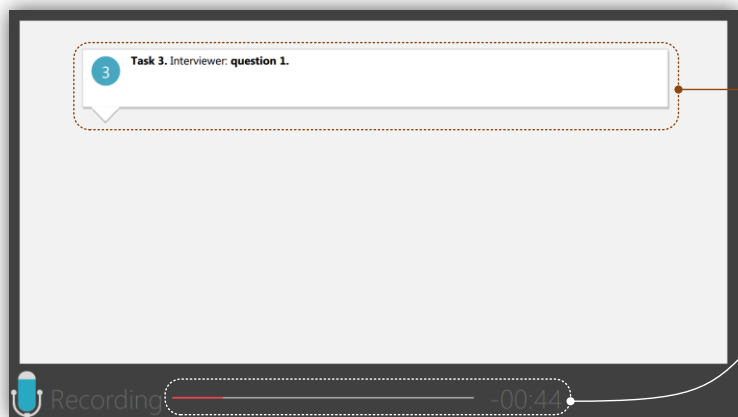 3
Task 3. Interviewer: question 1.
Recording
-00:44